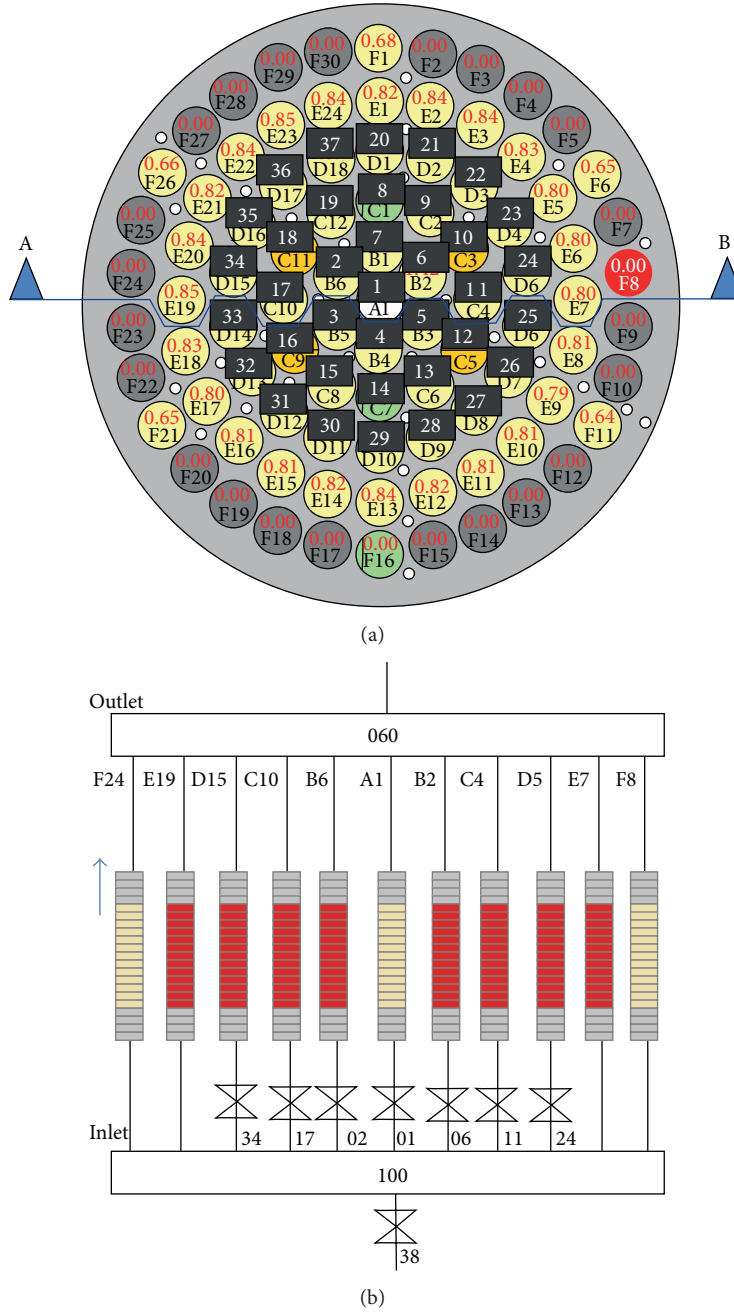 0.68
F1
0.00
F2
0.00
F3
0.00
F4
0.00
F5
0.65
F6
0.00
F7
0.00
F8
0.00
F9
0.00
F10
0.64
F11
0.00
F12
0.00
F13
0.00
F14
0.00
F15
0.00
F16
0.00
F17
0.00
F18
0.00
F19
0.00
F20
0.65
F21
0.00
F22
0.00
F23
0.00
F24
0.00
F25
0.66
F26
0.00
F27
0.00
F28
0.00
F29
0.00
F30
0.82
E1
0.84
E2
0.84
E3
0.83
E4
0.80
E5
0.80
E6
0.80
E7
0.81
E8
0.79
E9
0.81
E10
0.81
E11
0.82
E12
0.84
E13
0.82
E14
0.81
E15
0.81
E16
0.80
E17
0.83
E18
0.85
E19
0.84
E20
0.82
E21
0.84
E22
0.85
E23
0.84
E24
20
D1
21
D2
22
D3
23
D4
24
D6
25
D6
26
D7
27
D8
28
D9
29
D10
30
D11
31
D12
32
D13
33
D14
34
D15
35
D16
36
D17
37
D18
8
C1
9
C2
10
C3
11
C4
12
C5
13
C6
14
C7
15
C8
16
C9
17
C10
18
C11
19
C12
7
B1
6
B2
5
B3
4
B4
3
B5
2
B6
1
A1
A
B
(a)
Outlet
060
F24 E19 D15 C10 B6 A1 B2 C4 D5 E7 F8
Inlet
34 17 02 01 06 11 24
100
38
(b)